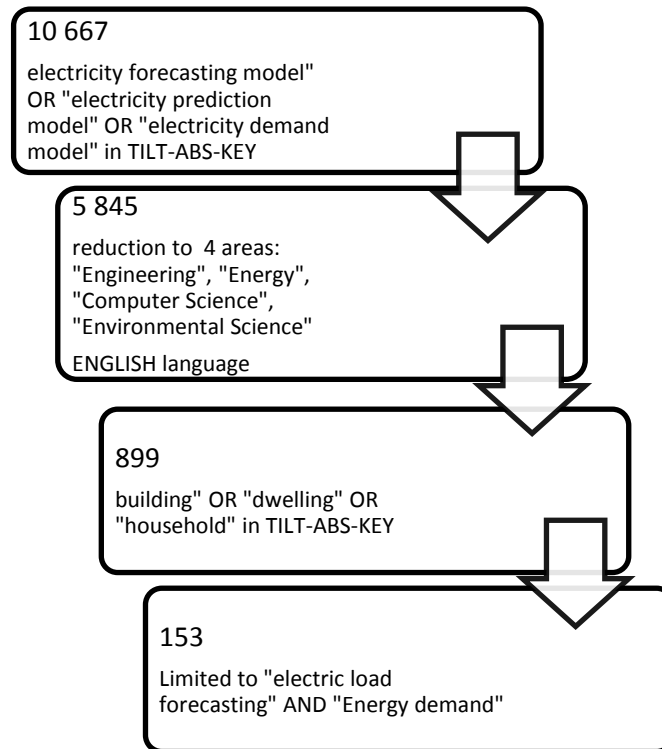 10 667
electricity forecasting model"
OR "electricity prediction
model" OR "electricity demand
model" in TILT-ABS-KEY
5 845
reduction to 4 areas:
"Engineering", "Energy",
"Computer Science",
"Environmental Science"
ENGLISH language
899
building" OR "dwelling" OR
"household" in TILT-ABS-KEY
153
Limited to "electric load
forecasting" AND "Energy demand"